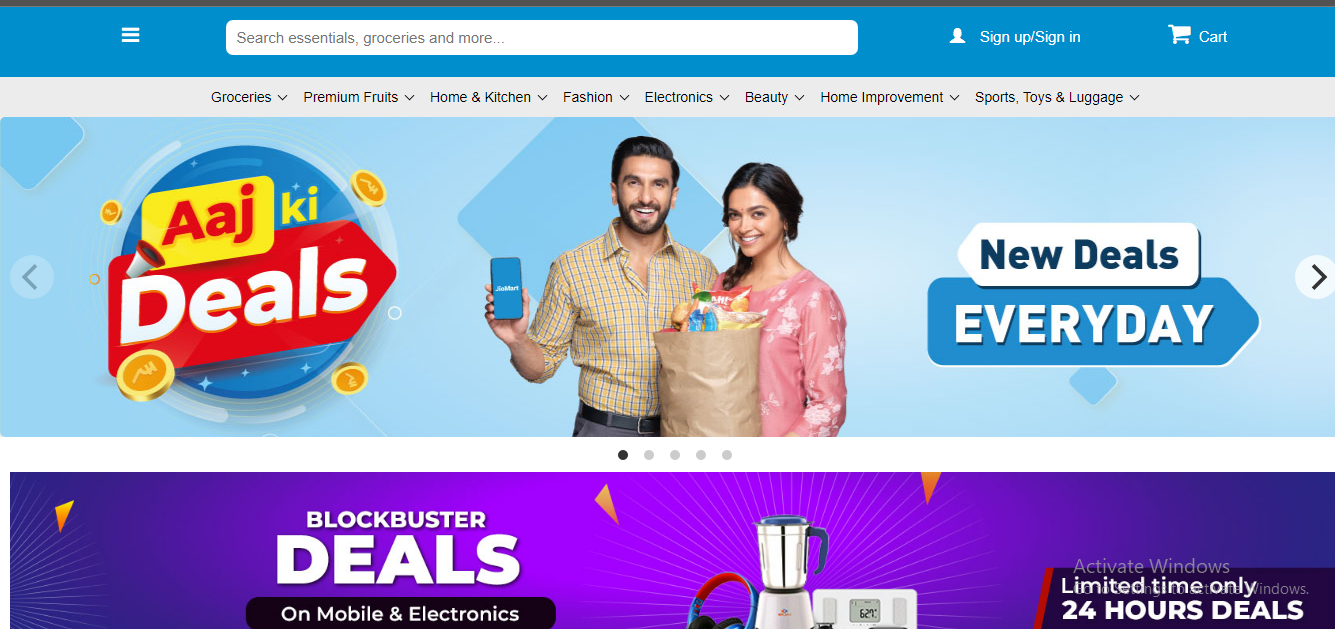 Search essentials, groceries and more...
Sign up/Sign in
Cart
Groceries Premium Fruits Home & Kitchen Fashion Electronics Beauty Home Improvement Sports, Toys & Luggage
Aaj ki
Deals
JioMart
New Deals
EVERYDAY
BLOCKBUSTER
DEALS
On Mobile & Electronics
627
Activate Windows
Go to Settings to activate Windows.
Limited time only
24 HOURS DEALS